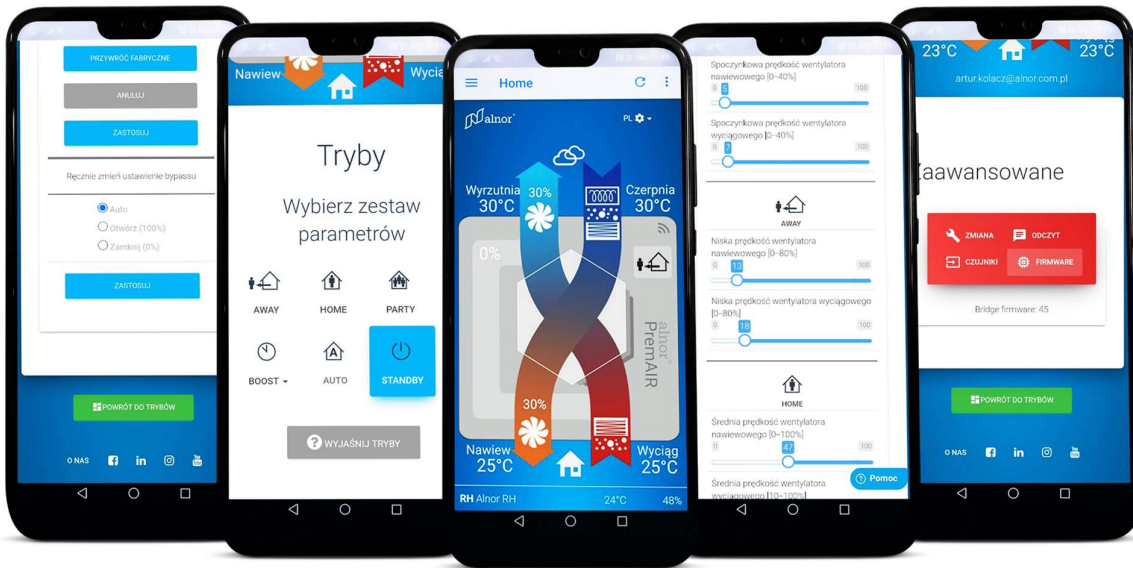 PRZYWRÓĆ FABRYCZNE
ANULUJ
ZASTOSUJ
Ręcznie zmień ustawienie bypassu
Auto
Otwórz (100%)
Zamknij (0%)
ZASTOSUJ
POWRÓT DO TRYBÓW
O NAS
Nawiew
Wycią
Tryby
Wybierz zestaw
parametrów
AWAY
HOME
PARTY
BOOST
AUTO
STANDBY
WYJAŚNIJ TRYBY
Home
alnor®
PL
Wyrzutnia
30°C
30%
Czerpnia
30°C
0%
alnor®
PremAIR
30%
Nawiew
25°C
Wyciąg
25°C
RH Alnor RH
24°C
48%
Spoczynkowa prędkość wentylatora
nawiewowego [0-40%]
0
5
100
Spoczynkowa prędkość wentylatora
wyciągowego [0-40%]
0
7
100
AWAY
Niska prędkość wentylatora
nawiewowego [0-80%]
0
13
100
Niska prędkość wentylatora wyciągowego
[0-80%]
0
18
100
HOME
Średnia prędkość wentylatora
nawiewowego [0-100%]
0
47
100
Średnia prędkość wentylatora
wyciągowego [10-100%]
Pomoc
23°C
Wyciąg
23°C
artur.kolacz@alnor.com.pl
Zaawansowane
ZMIANA
ODCZYT
CZUJNIKI
FIRMWARE
Bridge firmware: 45
POWRÓT DO TRYBÓW
O NAS